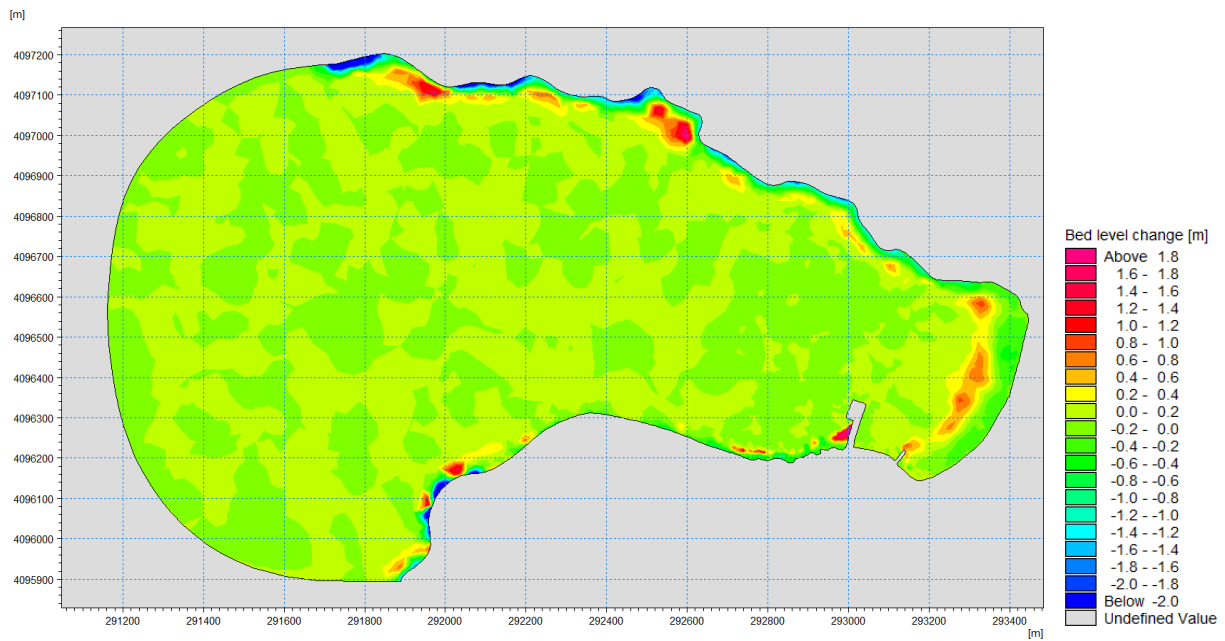 [m]
4097200
4097100
4097000
4096900
4096800
4096700
4096600
4096500
4096400
4096300
4096200
4096100
4096000
4095900
291200 291400 291600 291800 292000 292200 292400 292600 292800 293000 293200 293400
[m]
Bed level change [m]
Above 1.8
1.6 - 1.8
1.4 - 1.6
1.2 - 1.4
1.0 - 1.2
0.8 - 1.0
0.6 - 0.8
0.4 - 0.6
0.2 - 0.4
0.0 - 0.2
-0.2 - 0.0
-0.4 - -0.2
-0.6 - -0.4
-0.8 - -0.6
-1.0 - -0.8
-1.2 - -1.0
-1.4 - -1.2
-1.6 - -1.4
-1.8 - -1.6
-2.0 - -1.8
Below -2.0
Undefined Value